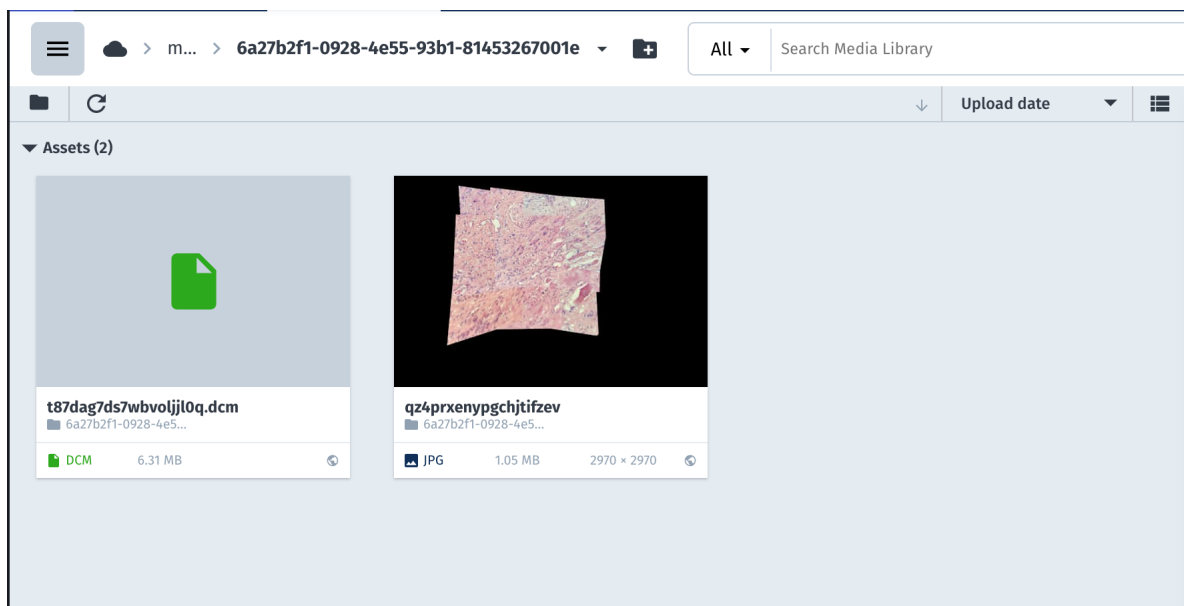 m... > 6a27b2f1-0928-4e55-93b1-81453267001e
All
Search Media Library
Upload date
Assets (2)
t87dag7ds7wbvoljjl0q.dcm
6a27b2f1-0928-4e5...
DCM 6.31 MB
qz4prxenypgchjtifzev
6a27b2f1-0928-4e5...
JPG 1.05 MB 2970 × 2970